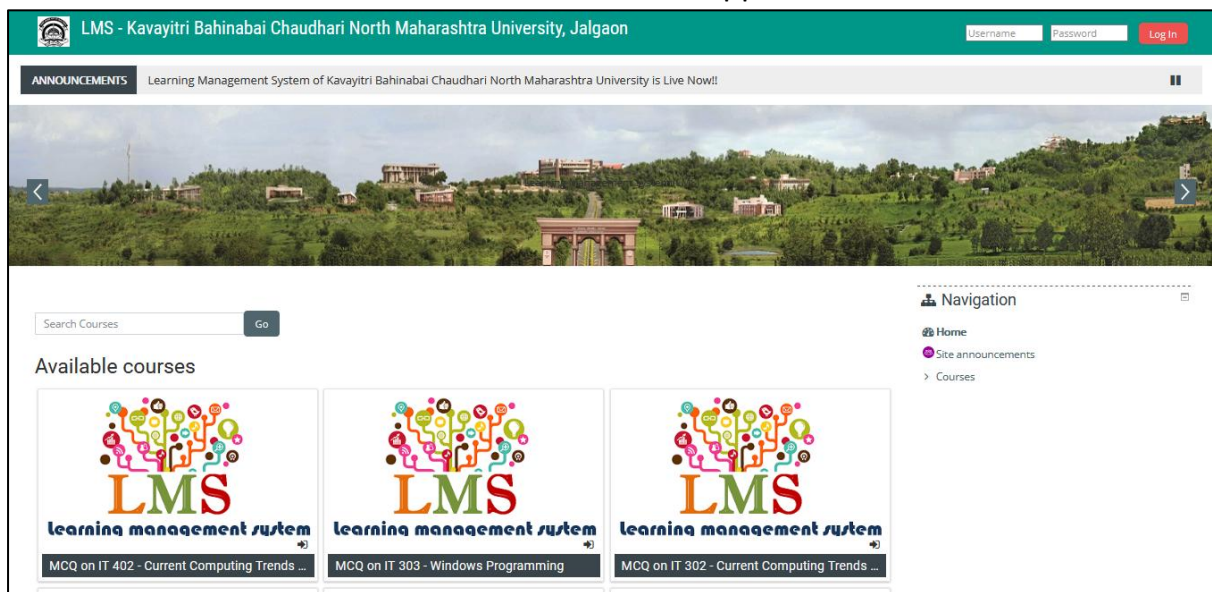 LMS - Kavayitri Bahinabai Chaudhari North Maharashtra University, Jalgaon
Username Password Log In
ANNOUNCEMENTS Learning Management System of Kavayitri Bahinabai Chaudhari North Maharashtra University is Live Now!!
Navigation
Search Courses Go
Home
Site announcements
Available courses
Courses
LMS LMS LMS
Learning management system Learning management system Learning management system
MCQ on IT 402 - Current Computing Trends ... MCQ on IT 303 - Windows Programming MCQ on IT 302 - Current Computing Trends ...